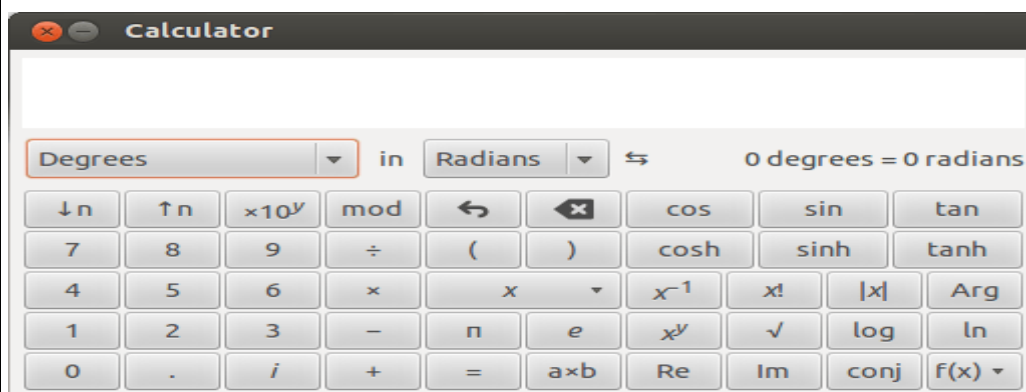 Calculator
Degrees in Radians ⇆ 0 degrees = 0 radians
↓n ↑n ×10ʸ mod cos sin tan
7 8 9 ÷ ( ) cosh sinh tanh
4 5 6 × x x⁻¹ x! |x| Arg
1 2 3 − π e xʸ √ log ln
0 . i + = a×b Re Im conj f(x)